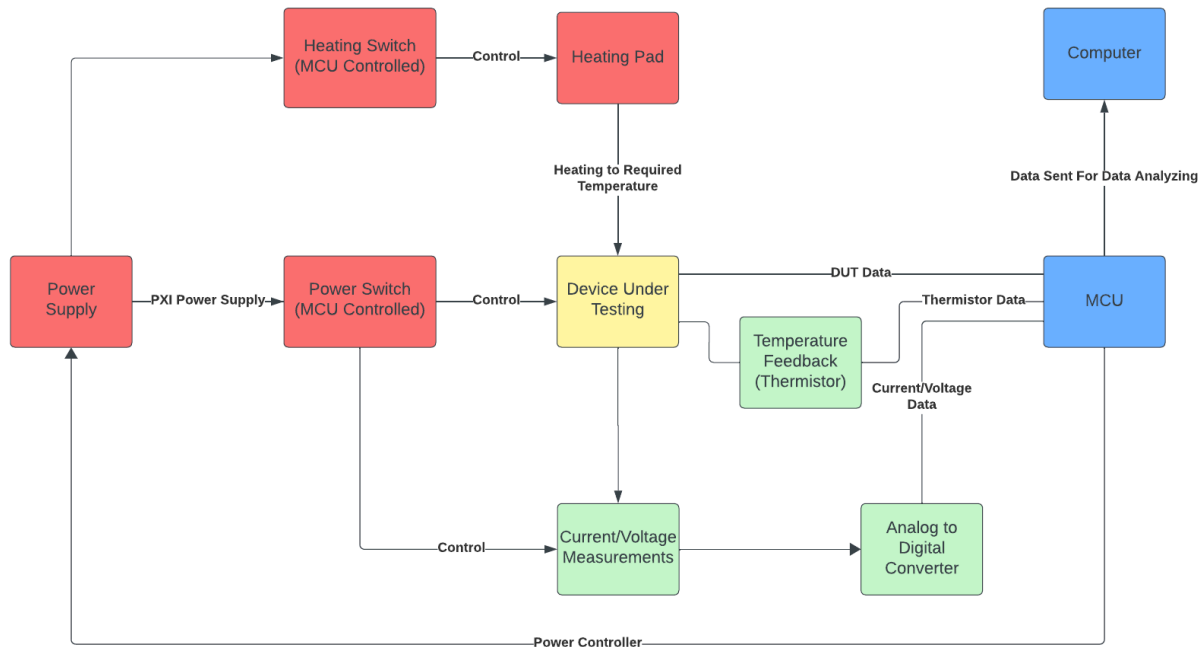 Heating Switch
(MCU Controlled)
Control
Heating Pad
Computer
Heating to Required
Temperature
Data Sent For Data Analyzing
Power
Supply
PXI Power Supply
Power Switch
(MCU Controlled)
Control
Device Under
Testing
DUT Data
Thermistor Data
MCU
Temperature
Feedback
(Thermistor)
Current/Voltage
Data
Control
Current/Voltage
Measurements
Analog to
Digital
Converter
Power Controller